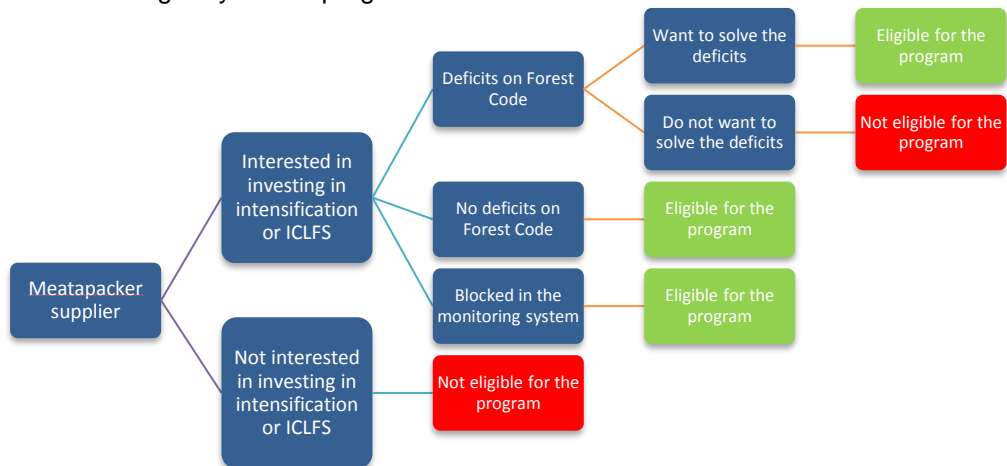 Want to solve the
deficits
Eligible for the
program
Deficits on Forest
Code
Do not want to
solve the deficits
Not eligible for the
program
Interested in
investing in
intensification
or ICLFS
No deficits on
Forest Code
Eligible for the
program
Meatapacker
supplier
Blocked in the
monitoring system
Eligible for the
program
Not interested
in investing in
intensification
or ICLFS
Not eligible for the
program